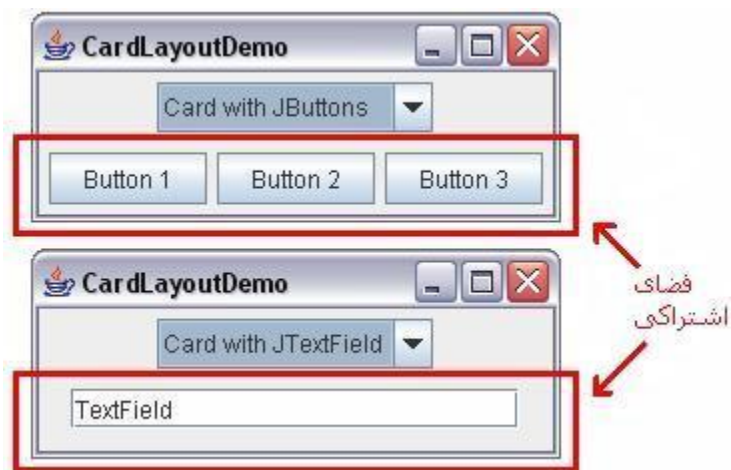 CardLayoutDemo
Card with JButtons
Button 1 Button 2 Button 3
CardLayoutDemo
فضای
اشتراکی
Card with JTextField
TextField